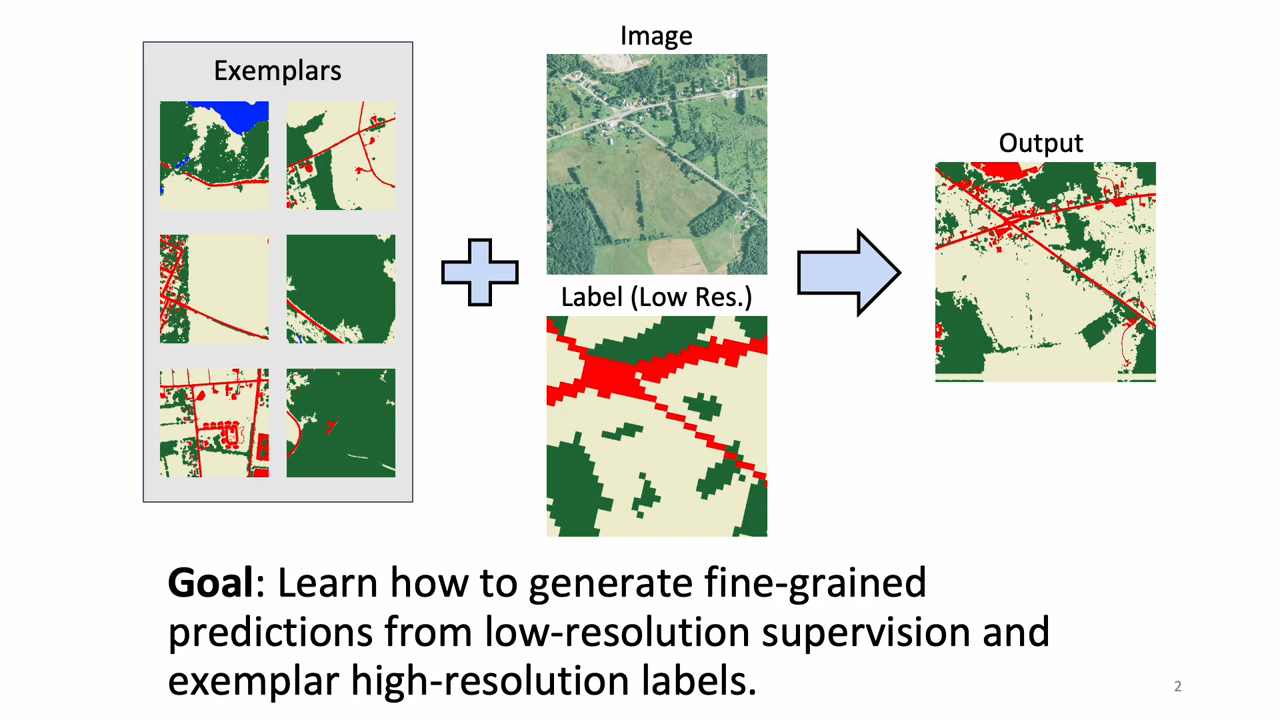 Exemplars
Image
Label (Low Res.)
Output
Goal: Learn how to generate fine-grained
predictions from low-resolution supervision and
exemplar high-resolution labels.
2